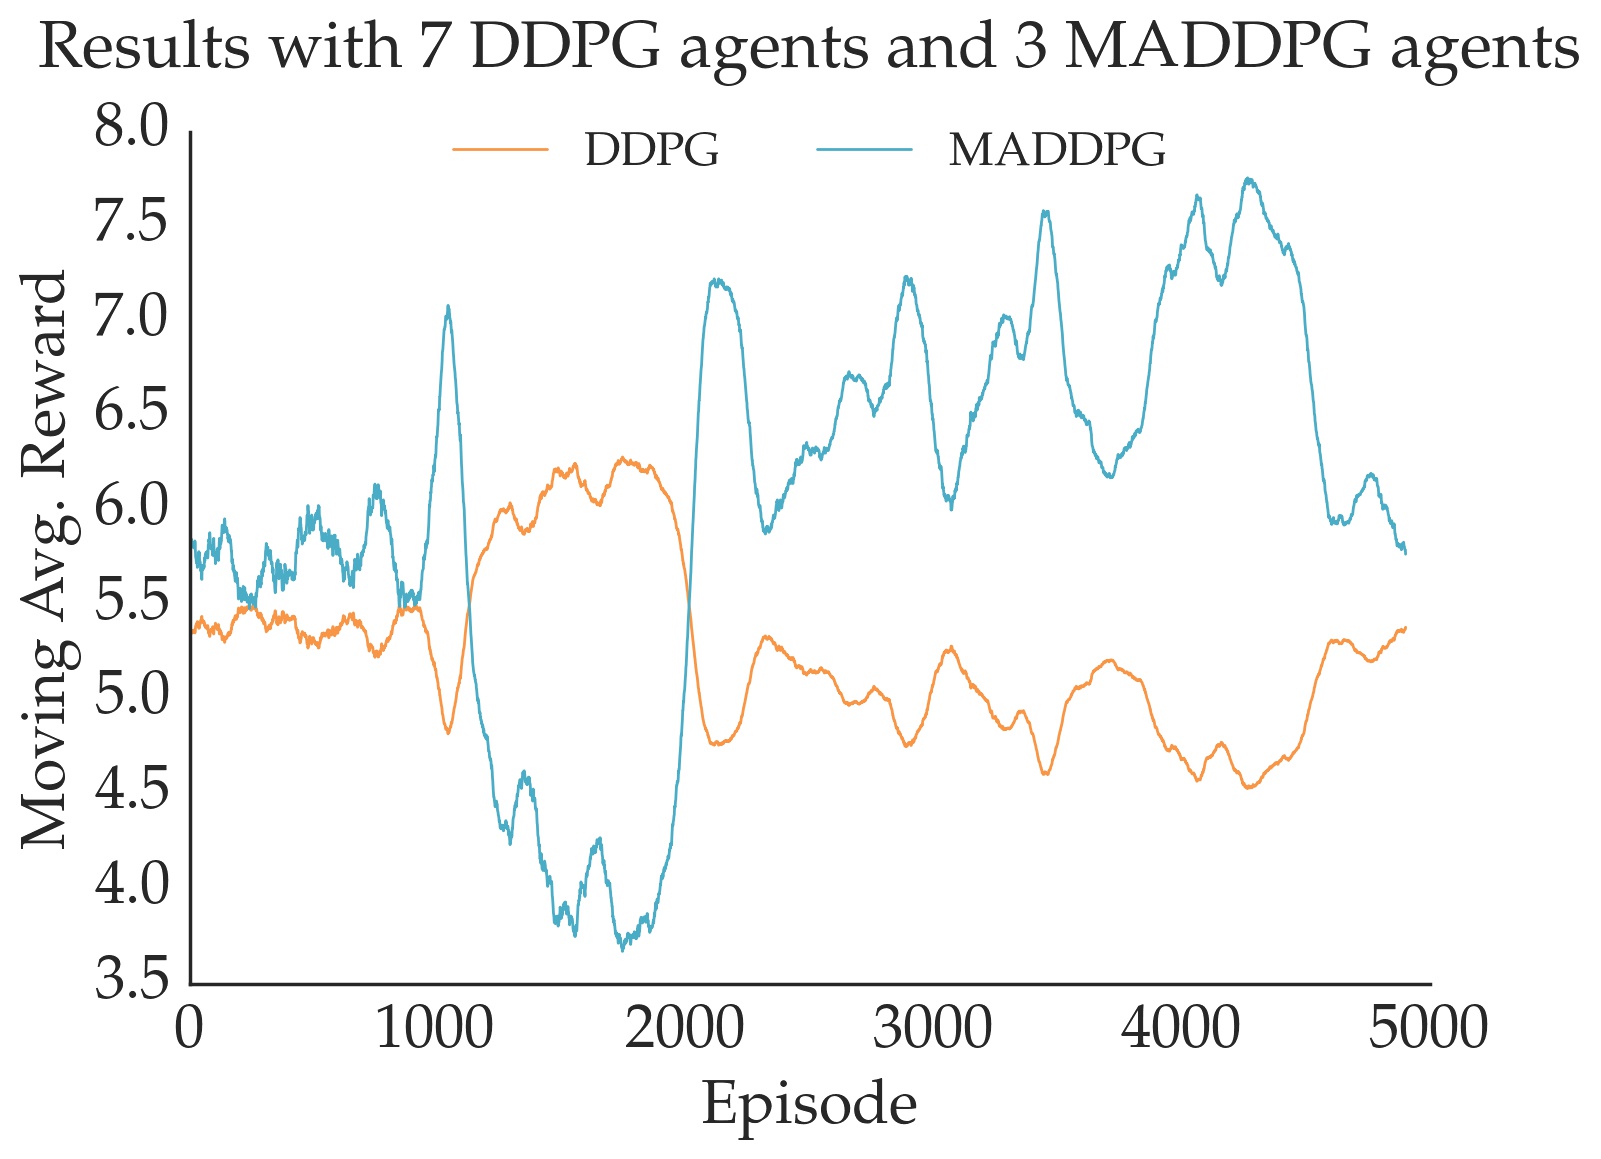 Results with 7 DDPG agents and 3 MADDPG agents
DDPG
MADDPG
Moving Avg. Reward
8.0
7.5
7.0
6.5
6.0
5.5
5.0
4.5
4.0
3.5
0 1000 2000 3000 4000 5000
Episode